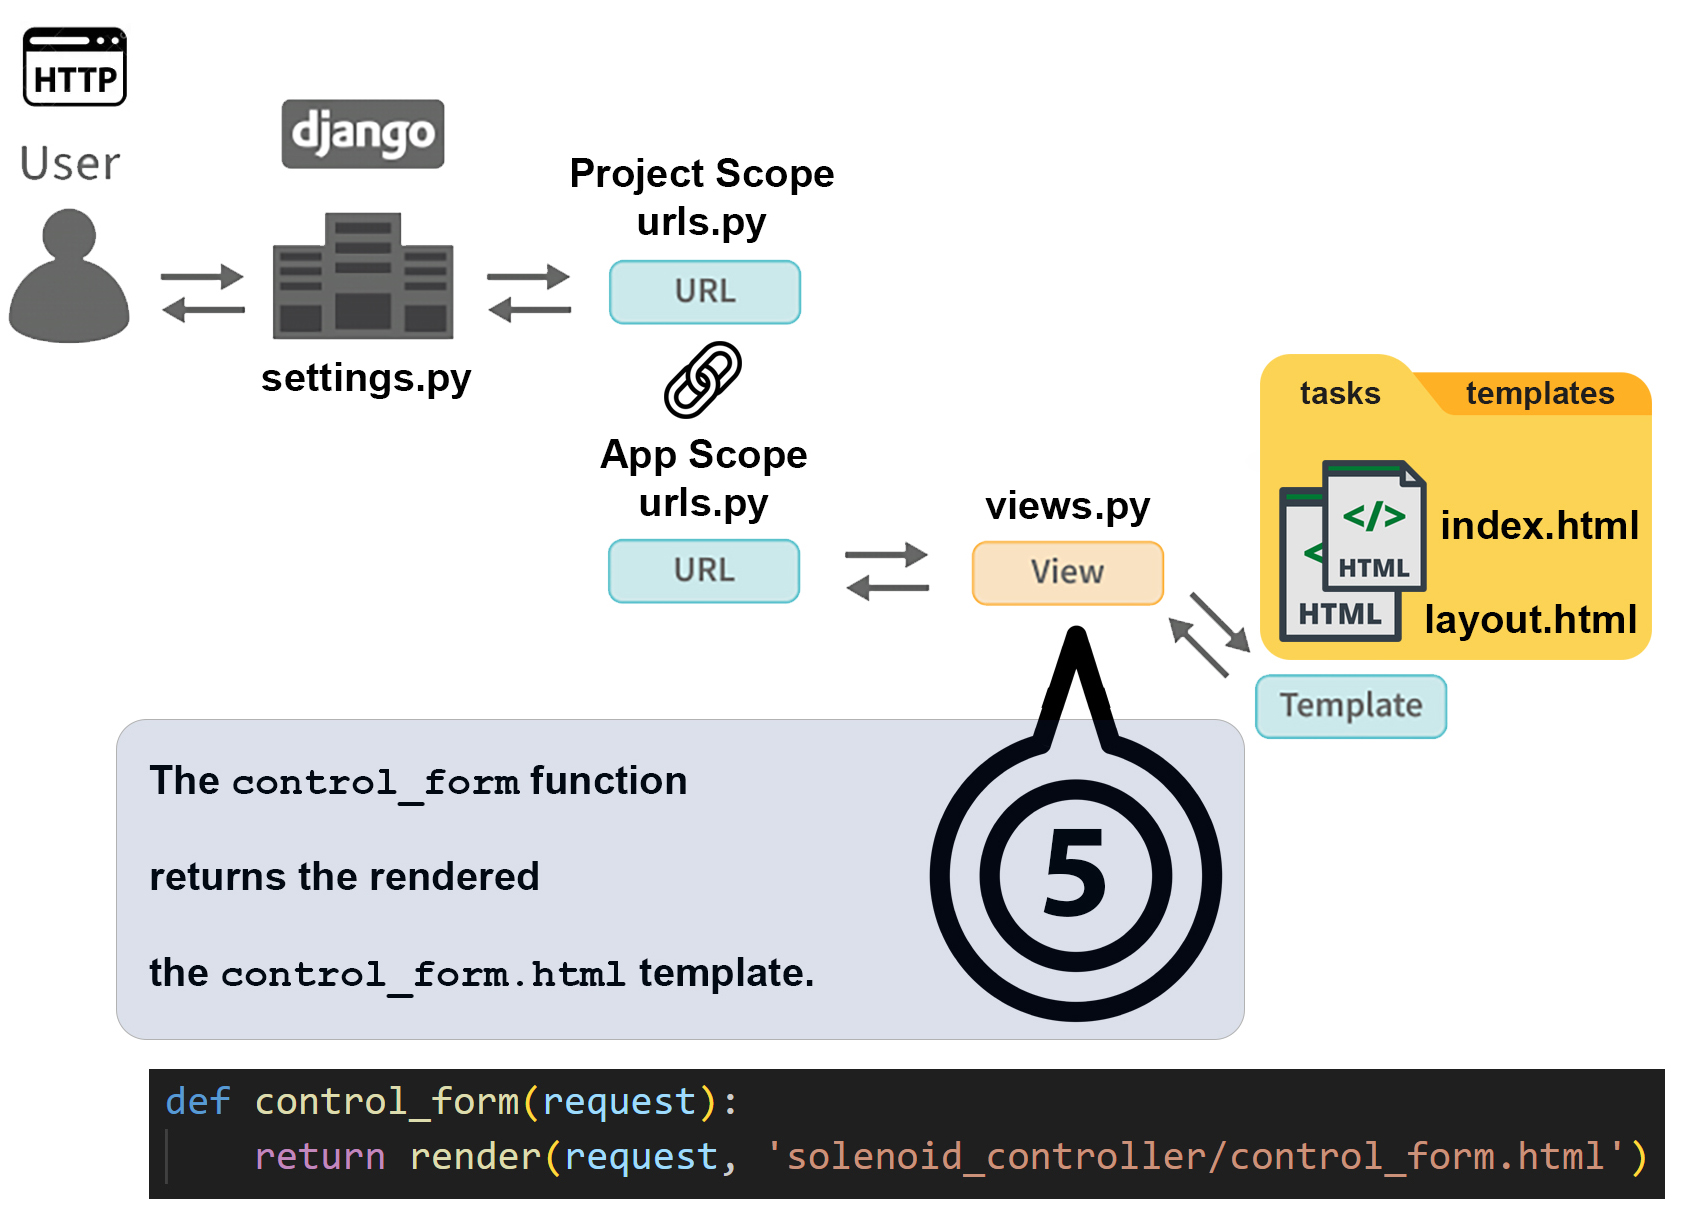 HTTP
User
django
settings.py
Project Scope
urls.py
URL
App Scope
urls.py
URL
views.py
View
tasks
templates
</>
HTML
<
HTML
index.html
layout.html
Template
The control_form function
returns the rendered
the control_form.html template.
5
def control_form(request):
    return render(request, 'solenoid_controller/control_form.html')